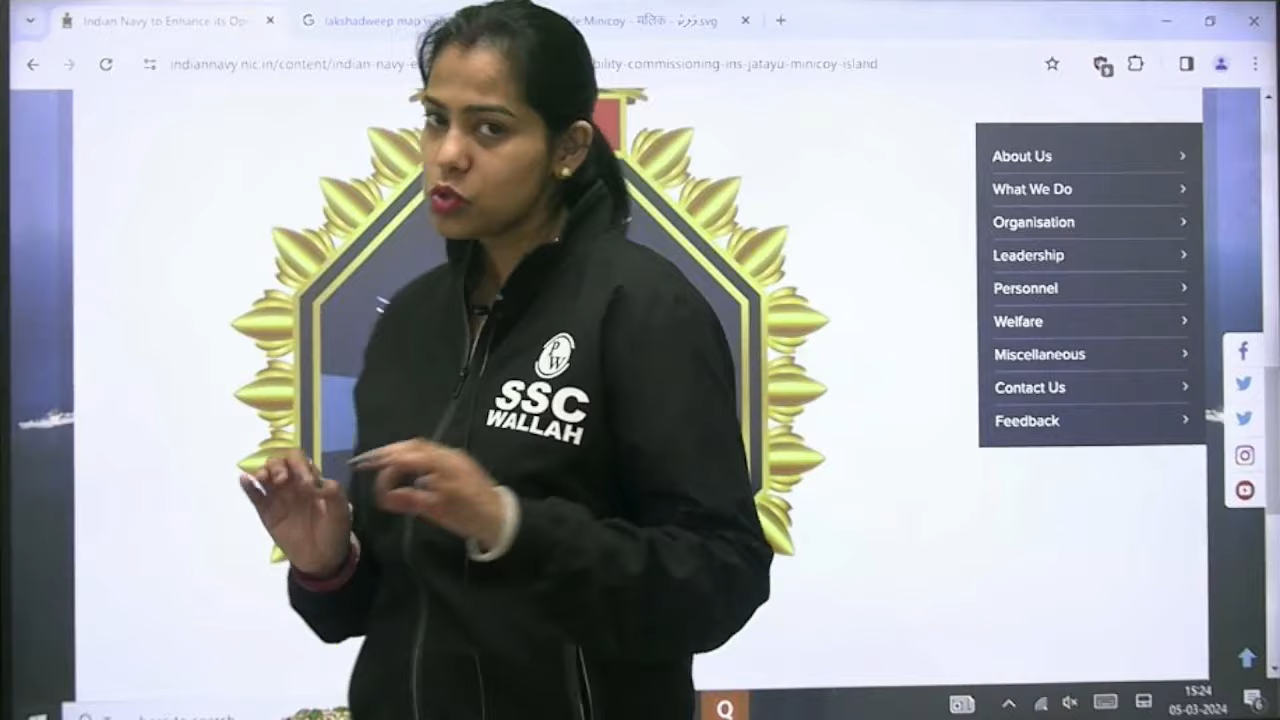 Indian Navy to Enhance its Op
lakshadweep map
Minicoy - मलिक - .svg
indiannavy.nic.in/content/indian-navy-e bility-commissioning-ins-jatayu-minicoy-island
About Us
What We Do
Organisation
Leadership
Personnel
Welfare
Miscellaneous
Contact Us
Feedback
PW
SSC
WALLAH
Q
15:24
05-03-2024